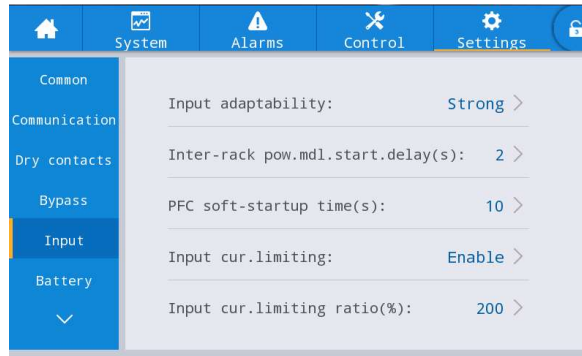 System
Alarms
Control
Settings
Common
Communication
Dry contacts
Bypass
Input
Battery
Input adaptability: Strong
Inter-rack pow.mdl.start.delay(s): 2
PFC soft-startup time(s): 10
Input cur.limiting: Enable
Input cur.limiting ratio(%): 200